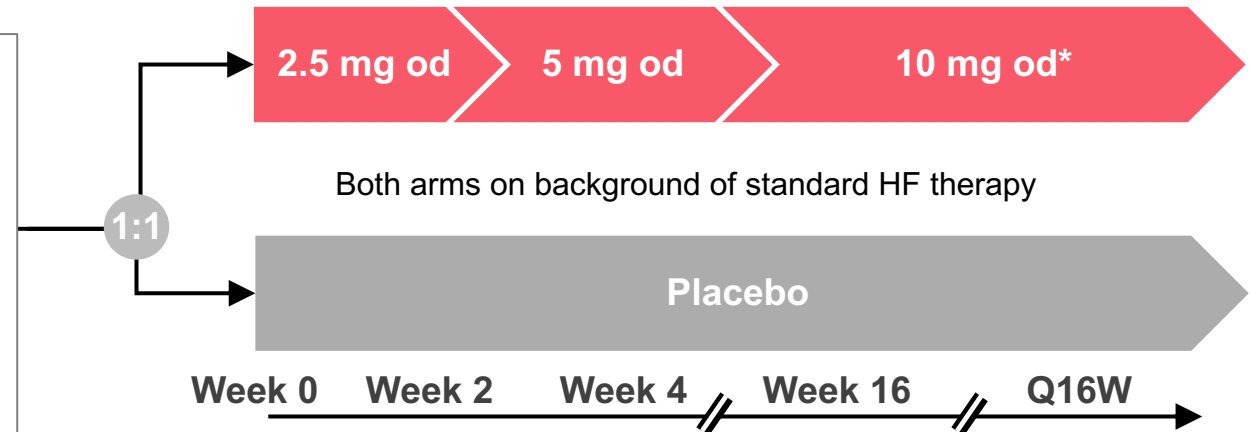 2.5 mg od 5 mg od 10 mg od*
Both arms on background of standard HF therapy
1:1
Placebo
Week 0 Week 2 Week 4 Week 16 Q16W